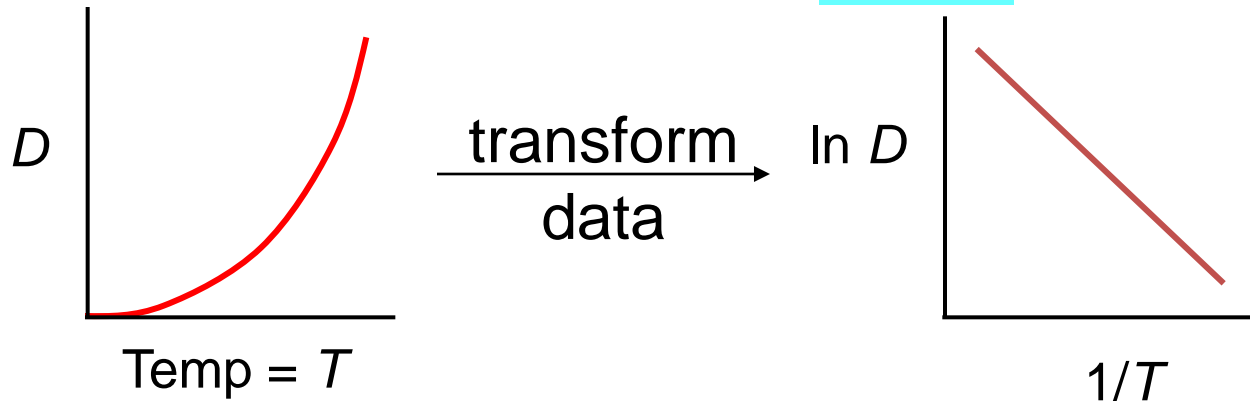 D
Temp = T
transform
data
ln D
1/T